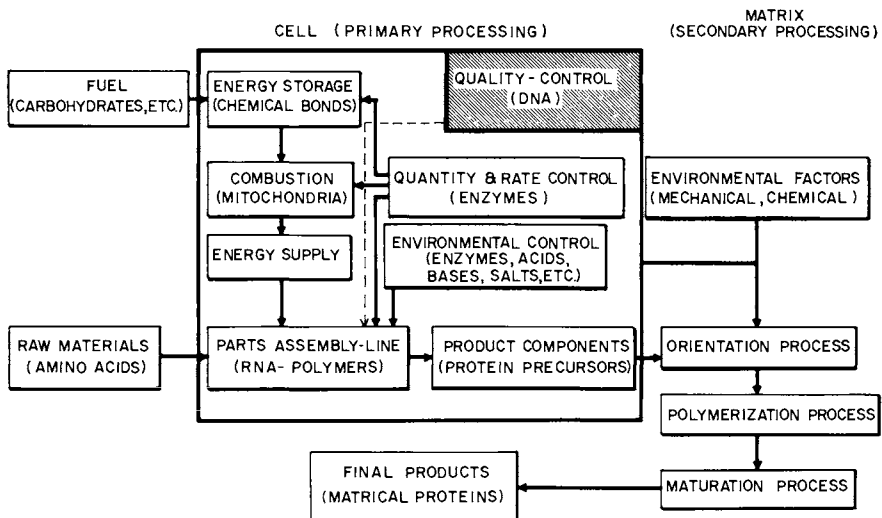 CELL (PRIMARY PROCESSING)
MATRIX
(SECONDARY PROCESSING)
FUEL
(CARBOHYDRATES,ETC.)
ENERGY STORAGE
(CHEMICAL BONDS)
QUALITY-CONTROL
(DNA)
COMBUSTION
(MITOCHONDRIA)
QUANTITY & RATE CONTROL
(ENZYMES)
ENVIRONMENTAL FACTORS
(MECHANICAL, CHEMICAL)
ENERGY SUPPLY
ENVIRONMENTAL CONTROL
(ENZYMES, ACIDS,
BASES, SALTS,ETC.)
RAW MATERIALS
(AMINO ACIDS)
PARTS ASSEMBLY-LINE
(RNA- POLYMERS)
PRODUCT COMPONENTS
(PROTEIN PRECURSORS)
ORIENTATION PROCESS
POLYMERIZATION PROCESS
MATURATION PROCESS
FINAL PRODUCTS
(MATRICAL PROTEINS)